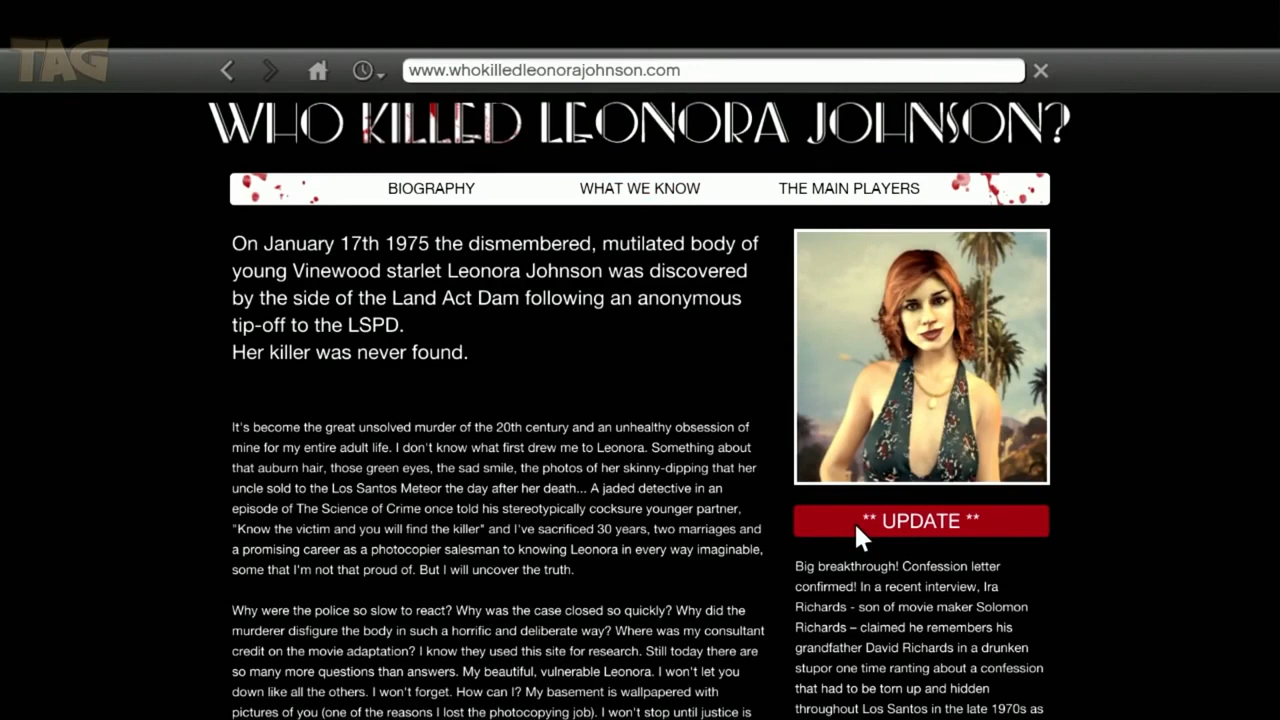 TAG
www.whokilledleonorajohnson.com
WHO KILLED LEONORA JOHNSON?
BIOGRAPHY WHAT WE KNOW THE MAIN PLAYERS
On January 17th 1975 the dismembered, mutilated body of
young Vinewood starlet Leonora Johnson was discovered
by the side of the Land Act Dam following an anonymous
tip-off to the LSPD.
Her killer was never found.
It's become the great unsolved murder of the 20th century and an unhealthy obsession of
mine for my entire adult life. I don't know what first drew me to Leonora. Something about
that auburn hair, those green eyes, the sad smile, the photos of her skinny-dipping that her
uncle sold to the Los Santos Meteor the day after her death... A jaded detective in an
episode of The Science of Crime once told his stereotypically cocksure younger partner,
"Know the victim and you will find the killer" and I've sacrificed 30 years, two marriages and
a promising career as a photocopier salesman to knowing Leonora in every way imaginable,
some that I'm not that proud of. But I will uncover the truth.
Why were the police so slow to react? Why was the case closed so quickly? Why did the
murderer disfigure the body in such a horrific and deliberate way? Where was my consultant
credit on the movie adaptation? I know they used this site for research. Still today there are
so many more questions than answers. My beautiful, vulnerable Leonora. I won't let you
down like all the others. I won't forget. How can I? My basement is wallpapered with
pictures of you (one of the reasons I lost the photocopying job). I won't stop until justice is
** UPDATE **
Big breakthrough! Confession letter
confirmed! In a recent interview, Ira
Richards - son of movie maker Solomon
Richards – claimed he remembers his
grandfather David Richards in a drunken
stupor one time ranting about a confession
that had to be torn up and hidden
throughout Los Santos in the late 1970s as